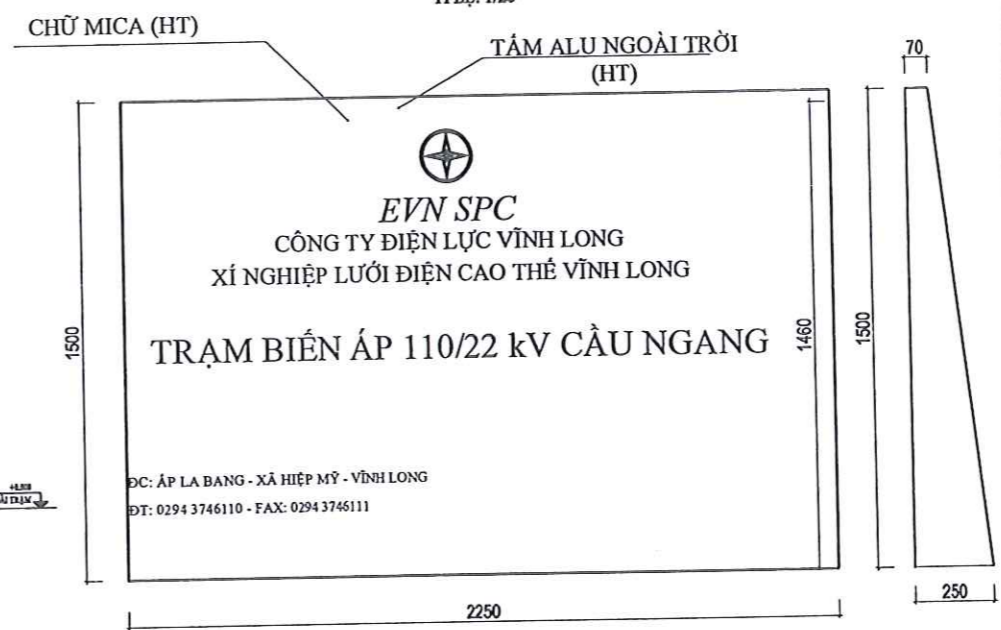 CHỮ MICA (HT)
TẤM ALU NGOÀI TRỜI
(HT)
70
EVN SPC
CÔNG TY ĐIỆN LỰC VĨNH LONG
XÍ NGHIỆP LƯỚI ĐIỆN CAO THẾ VĨNH LONG
TRẠM BIẾN ÁP 110/22 kV CẦU NGANG
1500
1460
1500
ĐC: ẤP LA BANG - XÃ HIỆP MỸ - VĨNH LONG
ĐT: 0294 3746110 - FAX: 0294 3746111
2250
250